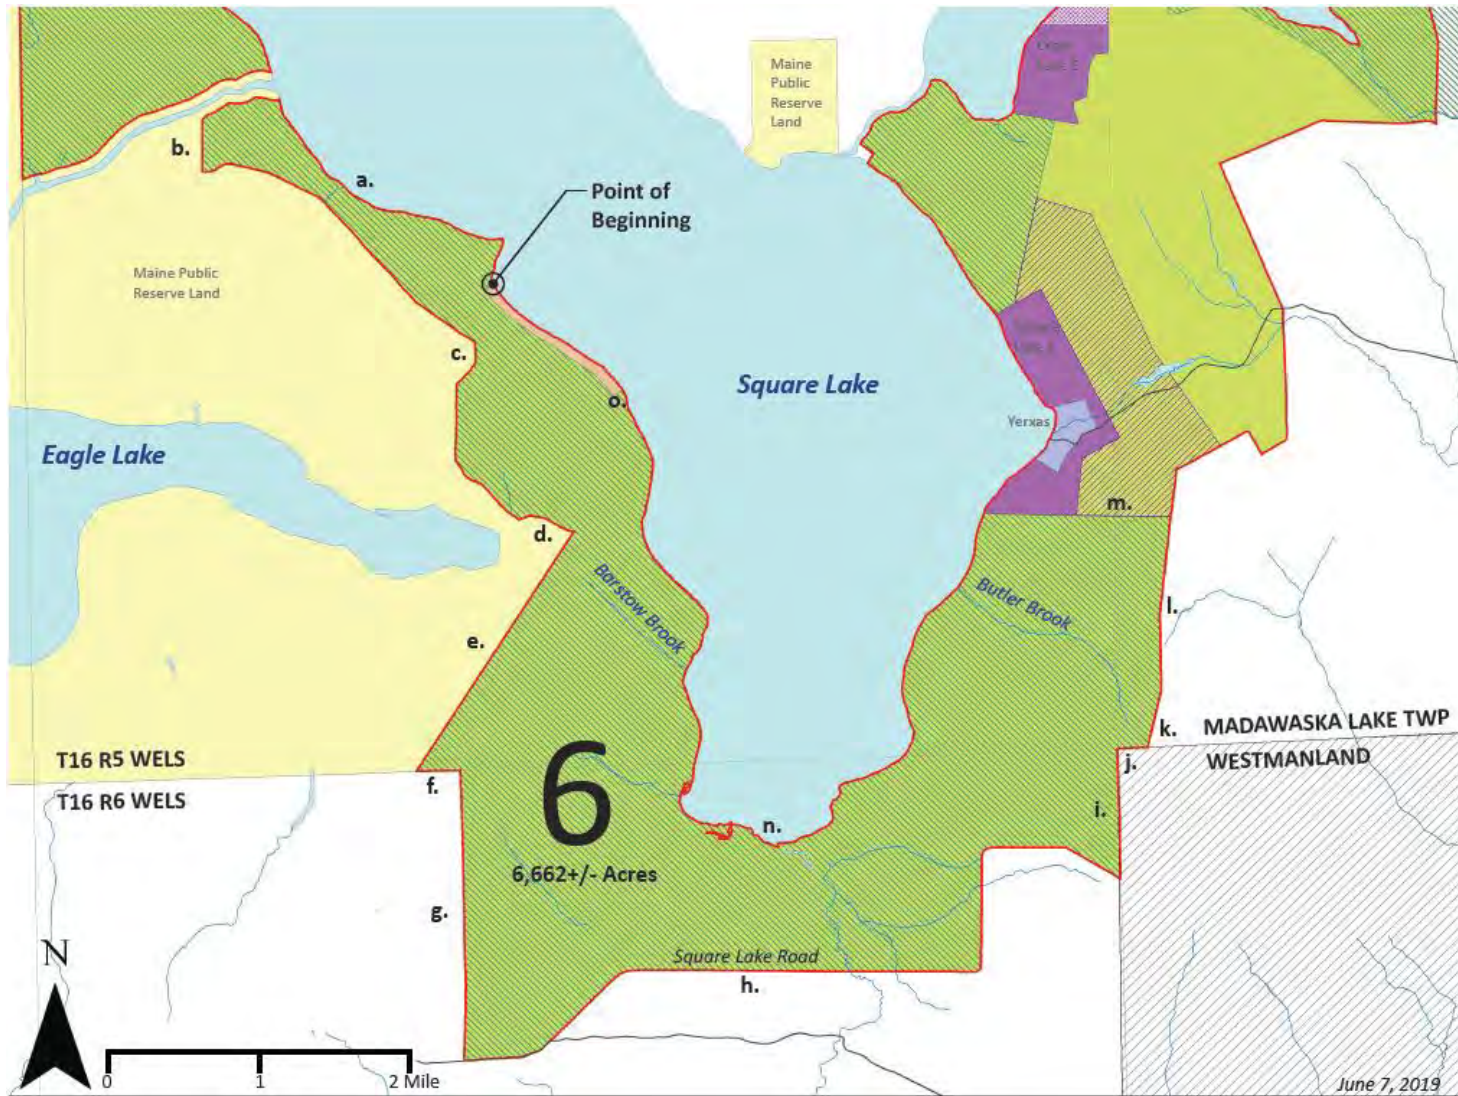 Maine
Public
Reserve
Land
b.
a.
Point of
Beginning
Maine Public
Reserve Land
c.
Square Lake
o.
Yerxas
Eagle Lake
m.
d.
Barstow Brook
Butler Brook
l.
e.
k.
MADAWASKA LAKE TWP
T16 R5 WELS
j.
WESTMANLAND
f.
T16 R6 WELS
6
i.
n.
6,662+/- Acres
g.
N
Square Lake Road
h.
0
1
2 Mile
June 7, 2019